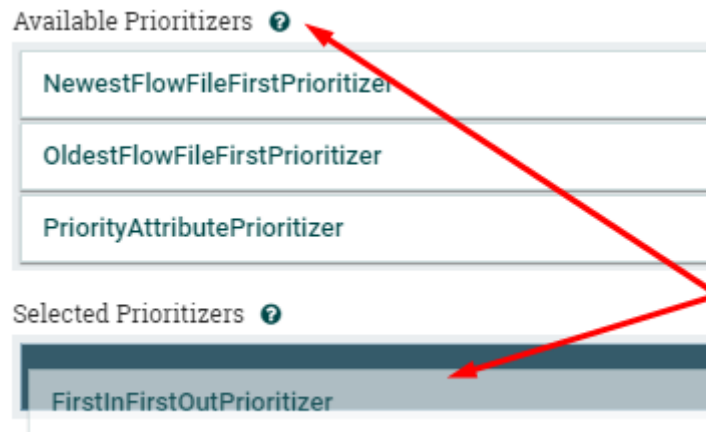 Available Prioritizers ?
NewestFlowFileFirstPrioritizer
OldestFlowFileFirstPrioritizer
PriorityAttributePrioritizer
Selected Prioritizers ?
FirstInFirstOutPrioritizer